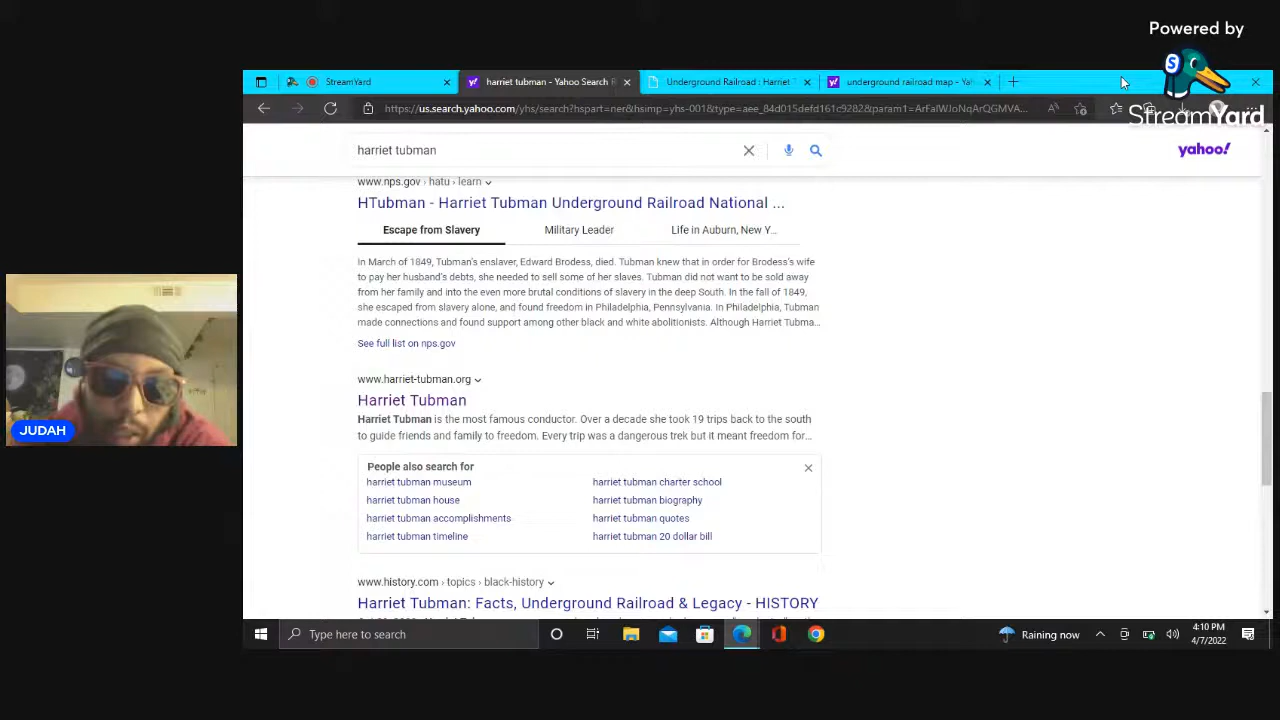 Powered by
StreamYard
StreamYard
harriet tubman - Yahoo Search R
Underground Railroad : Harriet T
underground railroad map - Yah
https://us.search.yahoo.com/yhs/search?hspart=ner&hsimp=yhs-001&type=aee_84d015defd161c9282&param1=ArFaIWJoNqArQGMVA...
harriet tubman
yahoo!
www.nps.gov › hatu › learn
HTubman - Harriet Tubman Underground Railroad National ...
Escape from Slavery
Military Leader
Life in Auburn, New Y...
In March of 1849, Tubman's enslaver, Edward Brodess, died. Tubman knew that in order for Brodess's wife
to pay her husband's debts, she needed to sell some of her slaves. Tubman did not want to be sold away
from her family and into the even more brutal conditions of slavery in the deep South. In the fall of 1849,
she escaped from slavery alone, and found freedom in Philadelphia, Pennsylvania. In Philadelphia, Tubman
made connections and found support among other black and white abolitionists. Although Harriet Tubma...
See full list on nps.gov
www.harriet-tubman.org
Harriet Tubman
Harriet Tubman is the most famous conductor. Over a decade she took 19 trips back to the south
to guide friends and family to freedom. Every trip was a dangerous trek but it meant freedom for...
People also search for
harriet tubman museum
harriet tubman charter school
harriet tubman house
harriet tubman biography
harriet tubman accomplishments
harriet tubman quotes
harriet tubman timeline
harriet tubman 20 dollar bill
www.history.com › topics › black-history
Harriet Tubman: Facts, Underground Railroad & Legacy - HISTORY
JUDAH
Type here to search
Raining now
4:10 PM
4/7/2022